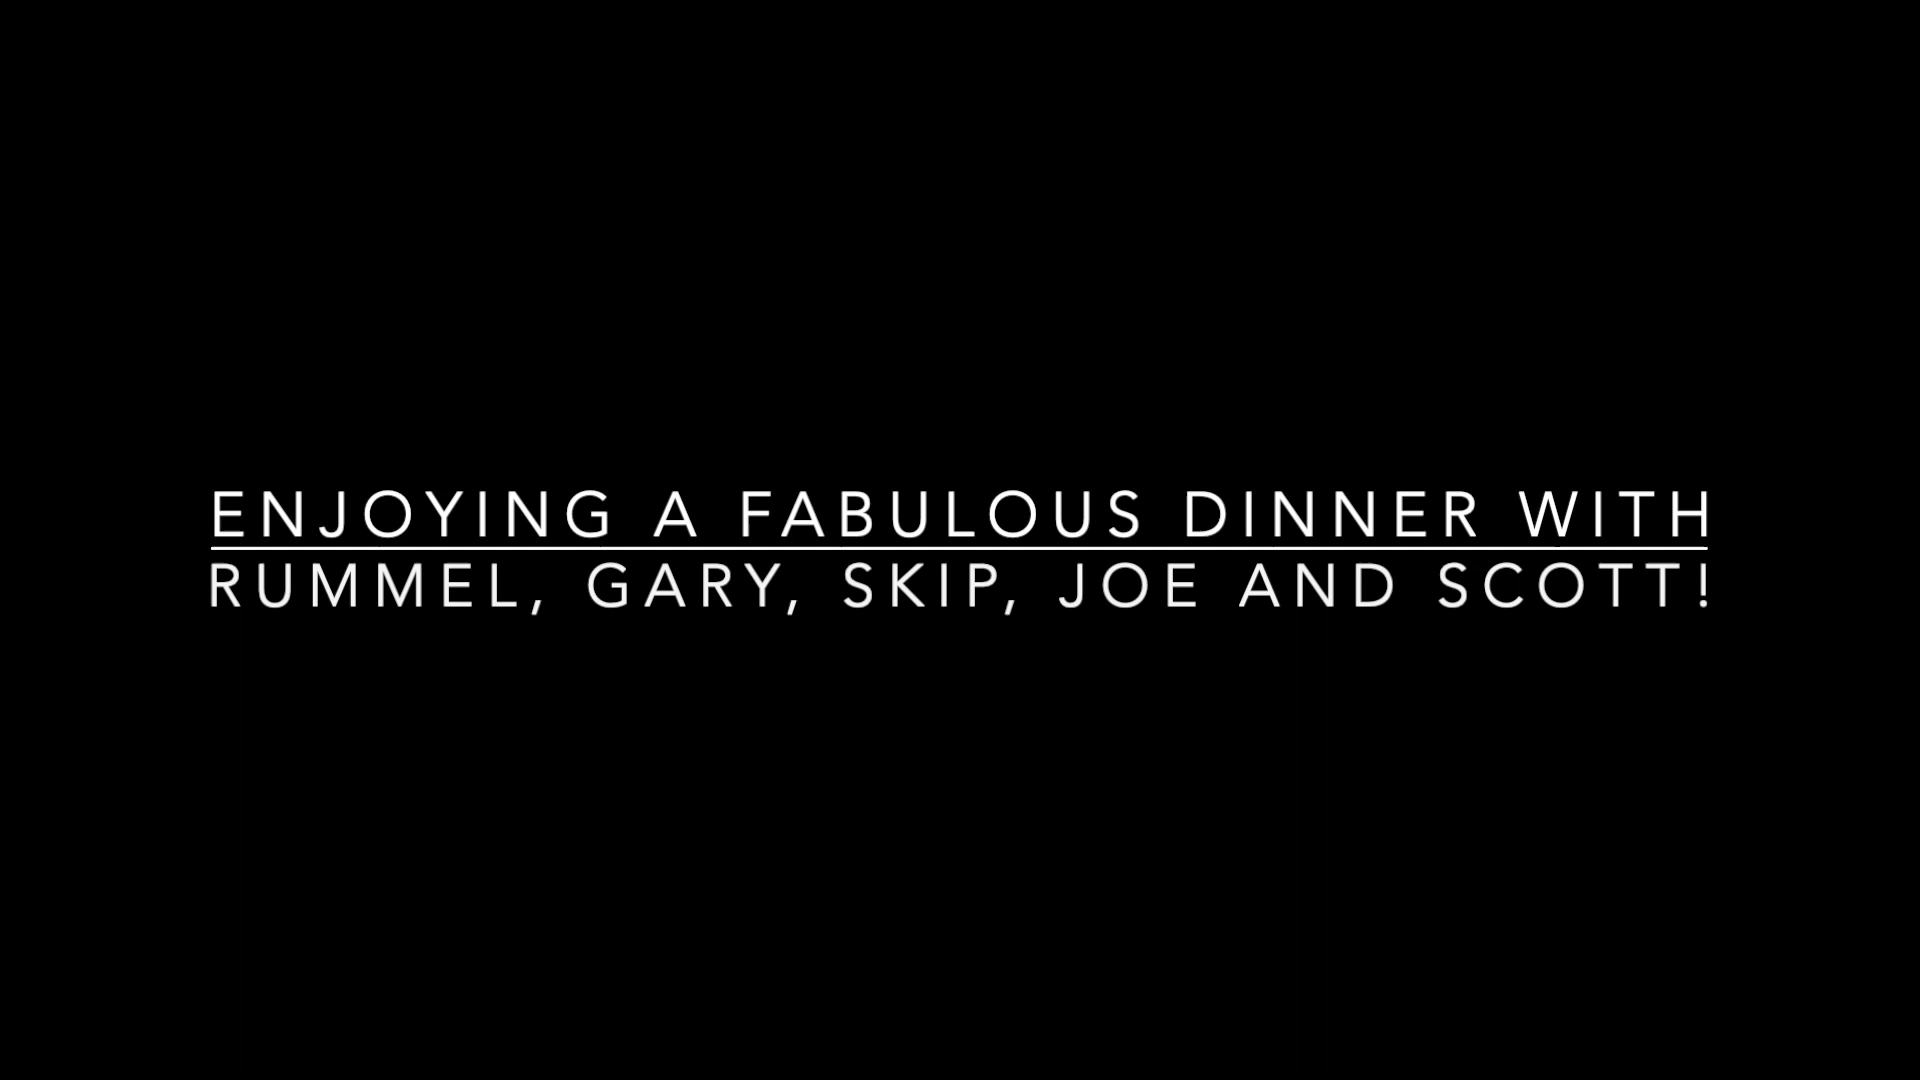 ENJOYING A FABULOUS DINNER WITH
RUMMEL, GARY, SKIP, JOE AND SCOTT!